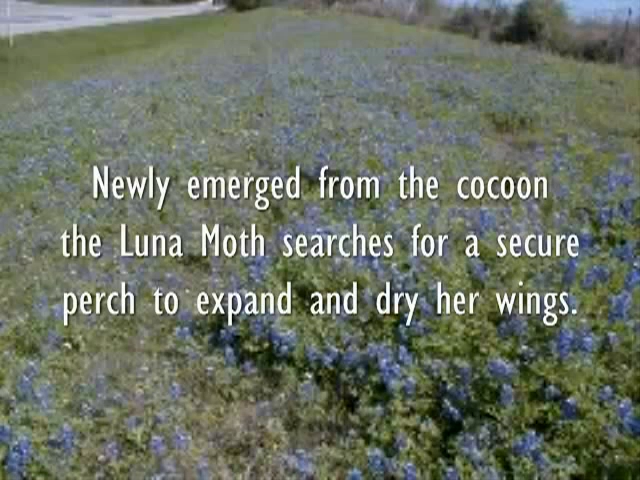 Newly emerged from the cocoon
the Luna Moth searches for a secure
perch to expand and dry her wings.